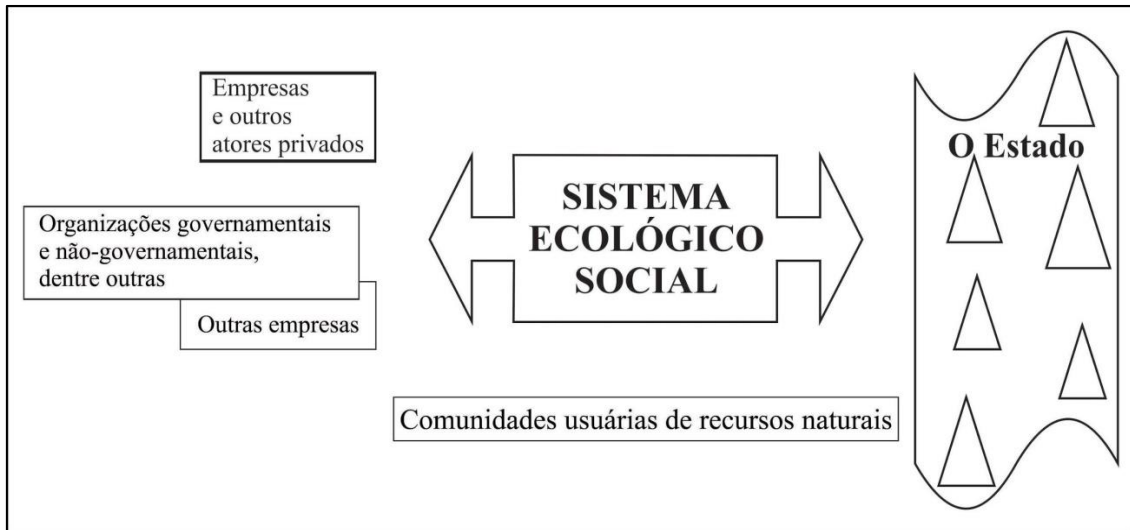 Empresas
e outros
atores privados
Organizações governamentais
e não-governamentais,
dentre outras
Outras empresas
SISTEMA
ECOLÓGICO
SOCIAL
Comunidades usuárias de recursos naturais
O Estado